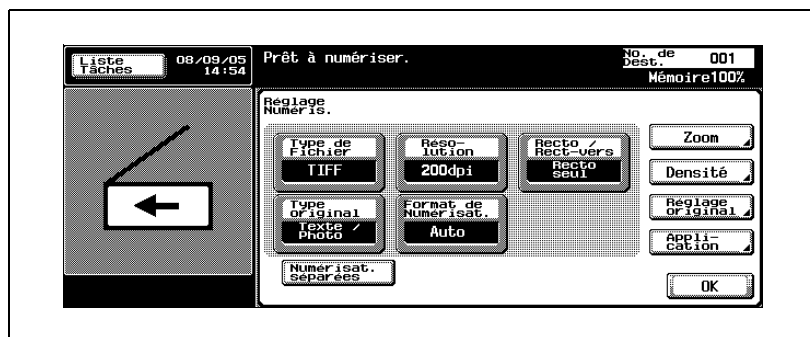 Liste
Tâches
08/09/05
14:54
Prêt à numériser.
No. de
Dest.
001
Mémoire100%
Réglage
Numéris.
Type de
Fichier
TIFF
Réso-
lution
200dpi
Recto /
Rect-vers
Recto
seul
Zoom
Densité
Type
original
Texte /
Photo
Format de
Numérisat.
Auto
Réglage
original
Appli-
cation
Numérisat.
séparées
OK